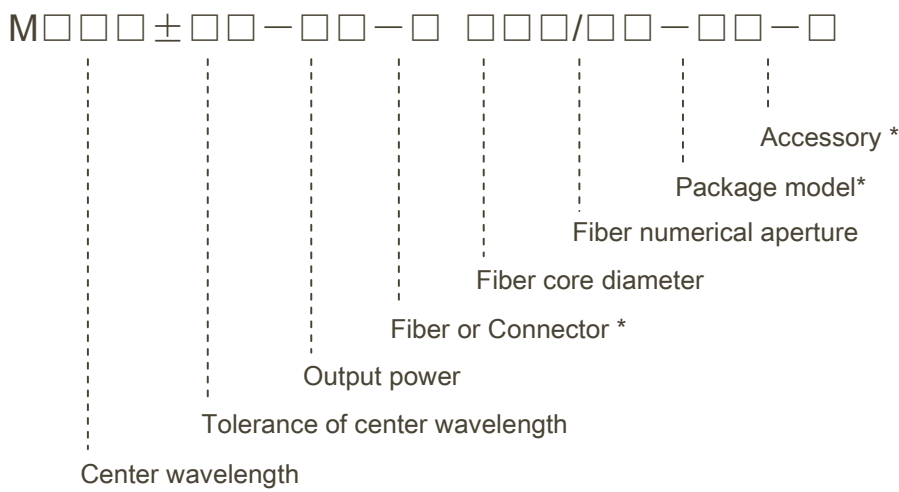 M□□□±□□-□□-□ □□□/□□-□□-□
Accessory *
Package model*
Fiber numerical aperture
Fiber core diameter
Fiber or Connector *
Output power
Tolerance of center wavelength
Center wavelength